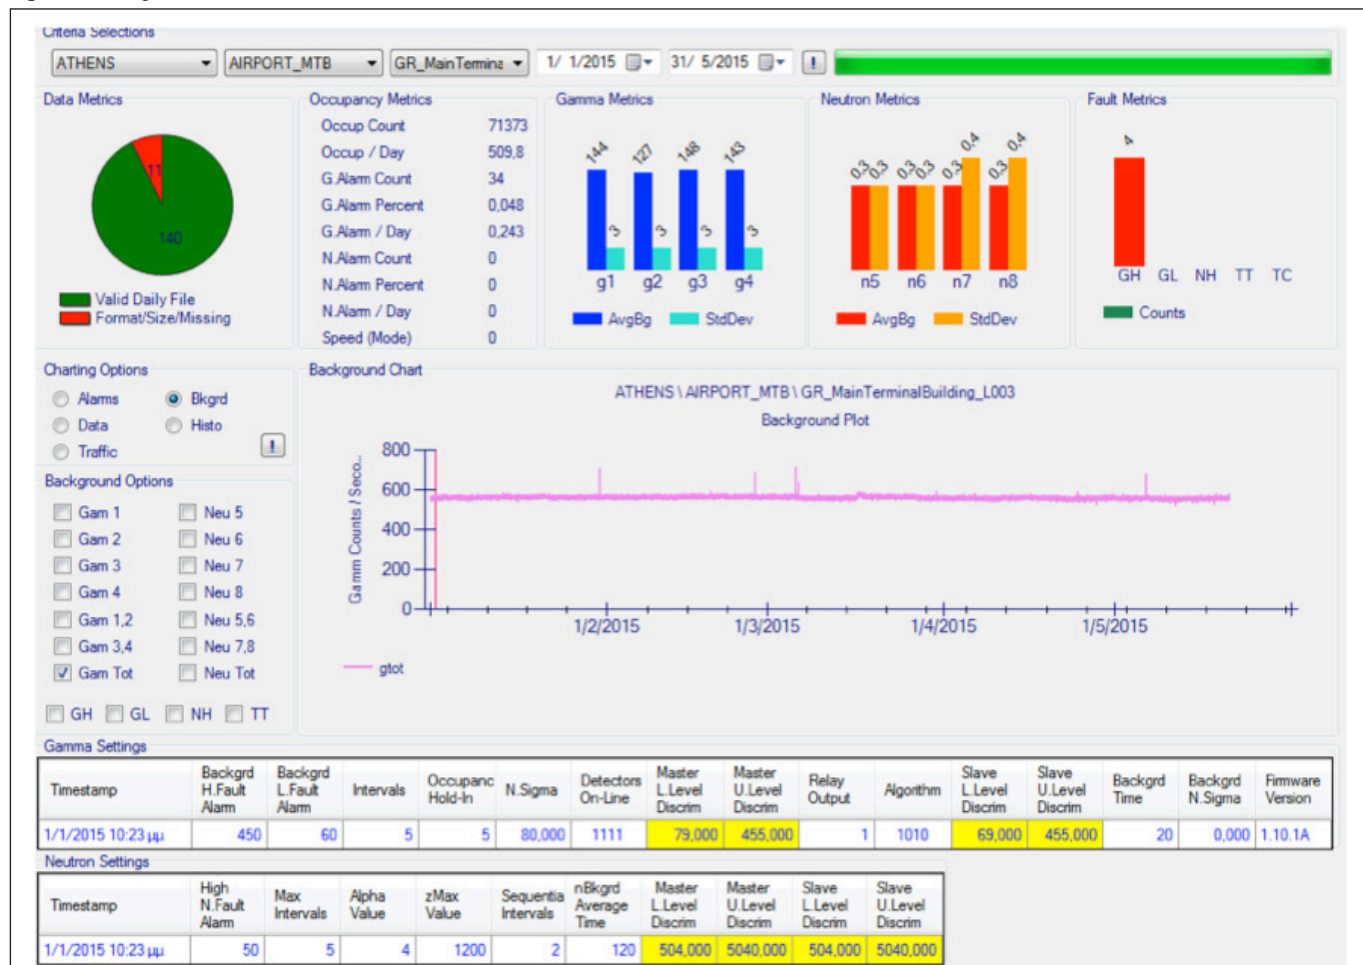 Criteria Selections
ATHENS AIRPORT_MTB GR_MainTermina 1/ 1/2015 31/ 5/2015 !
Data Metrics
11
140
Valid Daily File
Format/Size/Missing
Occupancy Metrics
Occup Count 71373
Occup / Day 509,8
G.Alarm Count 34
G.Alarm Percent 0,048
G.Alarm / Day 0,243
N.Alarm Count 0
N.Alarm Percent 0
N.Alarm / Day 0
Speed (Mode) 0
Gamma Metrics
144 127 148 143
3 3 3 3
g1 g2 g3 g4
AvgBg StdDev
Neutron Metrics
0,3 0,3 0,3 0,3 0,3 0,4 0,3 0,4
n5 n6 n7 n8
AvgBg StdDev
Fault Metrics
4
GH GL NH TT TC
Counts
Charting Options
Alarms Bkgrd
Data Histo
Traffic !
Background Options
Gam 1 Neu 5
Gam 2 Neu 6
Gam 3 Neu 7
Gam 4 Neu 8
Gam 1,2 Neu 5,6
Gam 3,4 Neu 7,8
Gam Tot Neu Tot
GH GL NH TT
Background Chart
ATHENS \ AIRPORT_MTB \ GR_MainTerminalBuilding_L003
Background Plot
Gamm Counts / Seco...
800
600
400
200
0
1/2/2015 1/3/2015 1/4/2015 1/5/2015
gtot
Gamma Settings
Timestamp Backgrd H.Fault Alarm Backgrd L.Fault Alarm Intervals Occupanc Hold-In N.Sigma Detectors On-Line Master L.Level Discrim Master U.Level Discrim Relay Output Algorithm Slave L.Level Discrim Slave U.Level Discrim Backgrd Time Backgrd N.Sigma Firmware Version
1/1/2015 10:23 μμ 450 60 5 5 80,000 1111 79,000 455,000 1 1010 69,000 455,000 20 0,000 1.10.1A
Neutron Settings
Timestamp High N.Fault Alarm Max Intervals Alpha Value zMax Value Sequentia Intervals nBkgrd Average Time Master L.Level Discrim Master U.Level Discrim Slave L.Level Discrim Slave U.Level Discrim
1/1/2015 10:23 μμ 50 5 4 1200 2 120 504,000 5040,000 504,000 5040,000